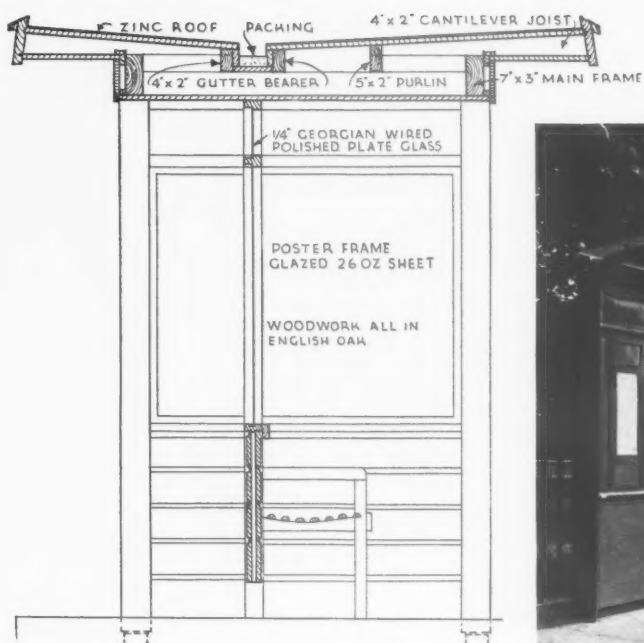 ZINC ROOF
PACKING
4"x 2" CANTILEVER JOIST
4"x 2" GUTTER BEARER
5"x 2" PURLIN
7"x 3" MAIN FRAME
1/4" GEORGIAN WIRED
POLISHED PLATE GLASS
POSTER FRAME
GLAZED 26 OZ SHEET
WOODWORK ALL IN
ENGLISH OAK